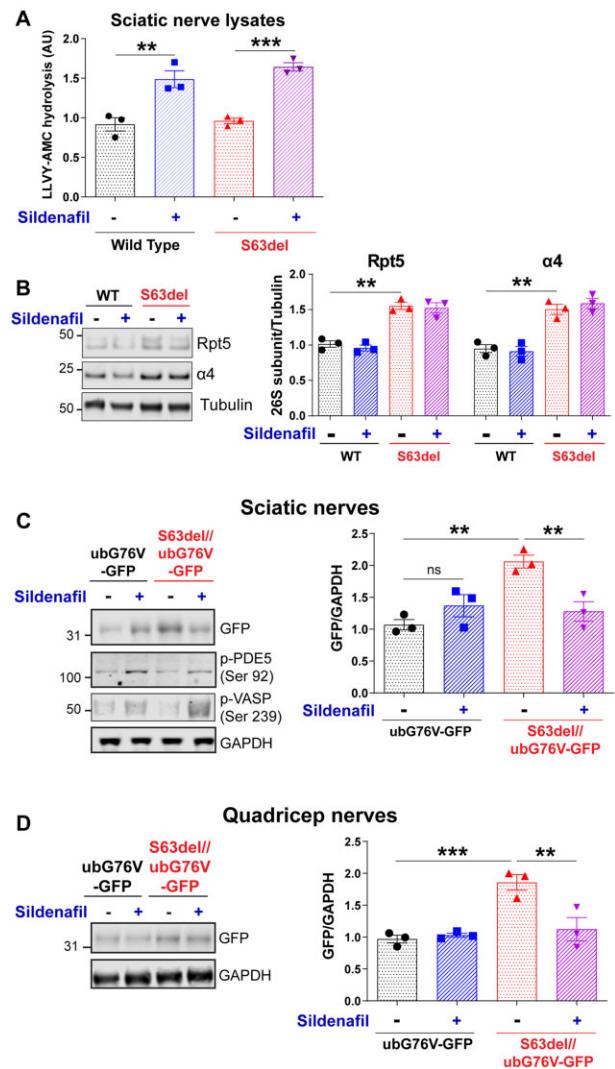 A
Sciatic nerve lysates
LLVY-AMC hydrolysis (AU)
2.0
1.5
1.0
0.5
0.0
** ***
Sildenafil - + - +
Wild Type S63del
B
WT S63del
Sildenafil - + - +
50 Rpt5
25 α4
50 Tubulin
Rpt5 α4
26S subunit/Tubulin
2.0
1.5
1.0
0.5
0.0
** **
Sildenafil - + - + - + - +
WT S63del WT S63del
Sciatic nerves
C
ubG76V
-GFP
S63del//
ubG76V
-GFP
Sildenafil - + - +
31 GFP
100 p-PDE5
(Ser 92)
50 p-VASP
(Ser 239)
GAPDH
GFP/GAPDH
2.5
2.0
1.5
1.0
0.5
0.0
** **
ns
Sildenafil - + - +
ubG76V-GFP S63del//
ubG76V-GFP
Quadricep nerves
D
ubG76V
-GFP
S63del//
ubG76V
-GFP
Sildenafil - + - +
31 GFP
GAPDH
GFP/GAPDH
2.5
2.0
1.5
1.0
0.5
0.0
*** **
Sildenafil - + - +
ubG76V-GFP S63del//
ubG76V-GFP